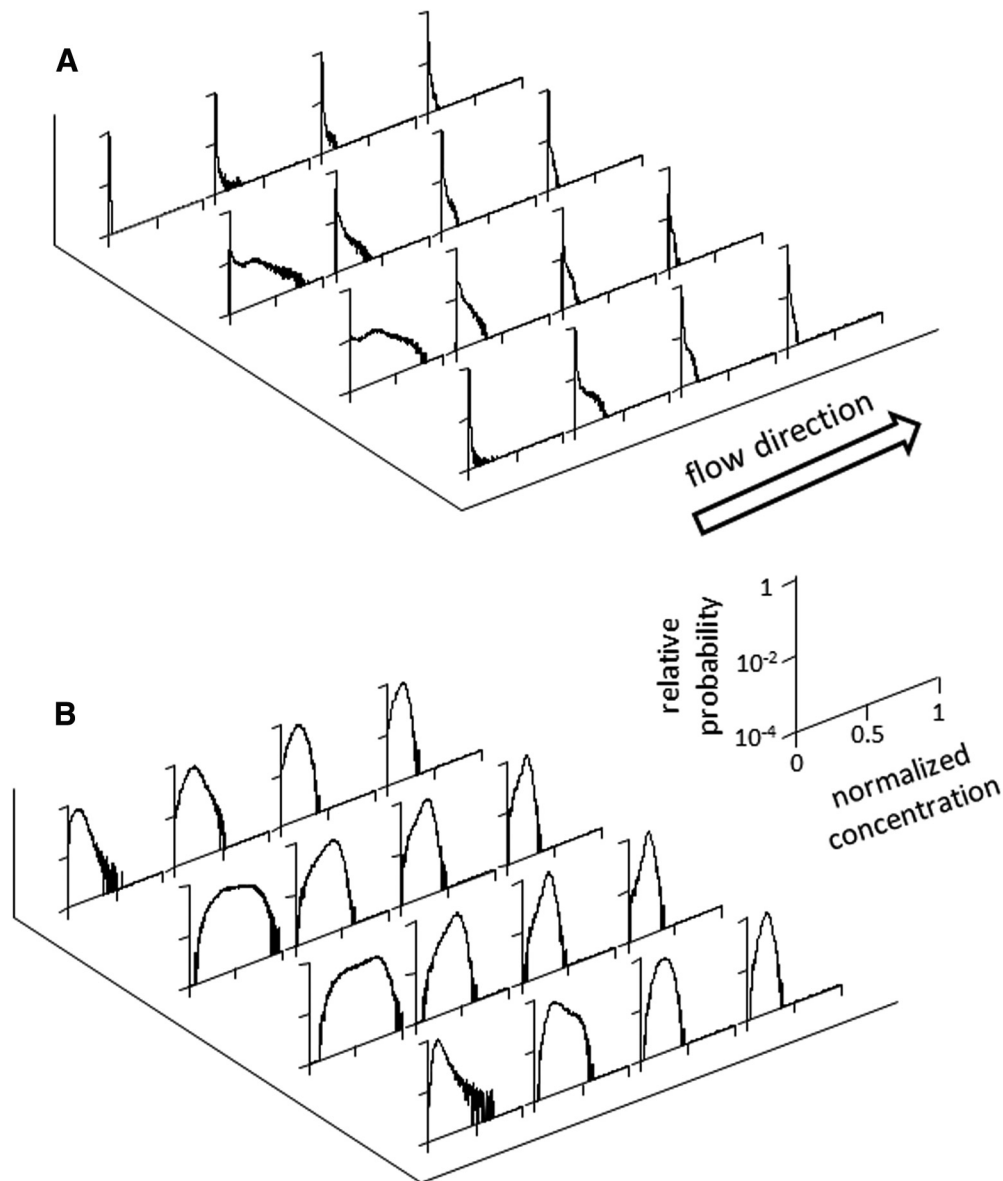 A
flow direction
relative
probability
1
10-2
10-4
0
0.5
1
normalized
concentration
B